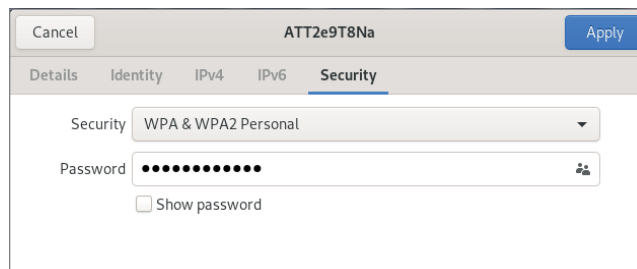 Cancel ATT2e9T8Na Apply
Details Identity IPv4 IPv6 Security
Security WPA & WPA2 Personal
Password ●●●●●●●●●●●●
Show password